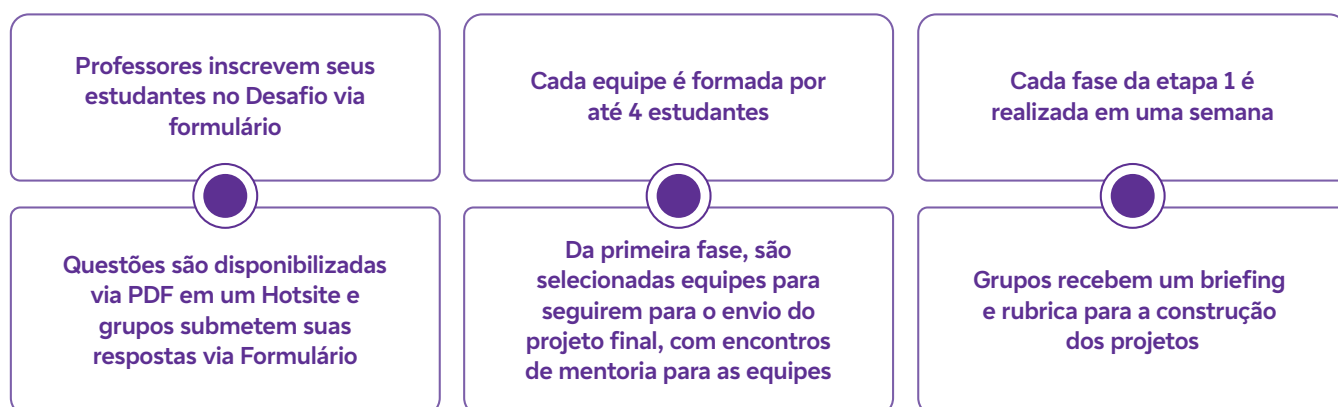 Professores inscrevem seus
estudantes no Desafio via
formulário
Cada equipe é formada por
até 4 estudantes
Cada fase da etapa 1 é
realizada em uma semana
Questões são disponibilizadas
via PDF em um Hotsite e
grupos submetem suas
respostas via Formulário
Da primeira fase, são
selecionadas equipes para
seguirem para o envio do
projeto final, com encontros
de mentoria para as equipes
Grupos recebem um briefing
e rubrica para a construção
dos projetos